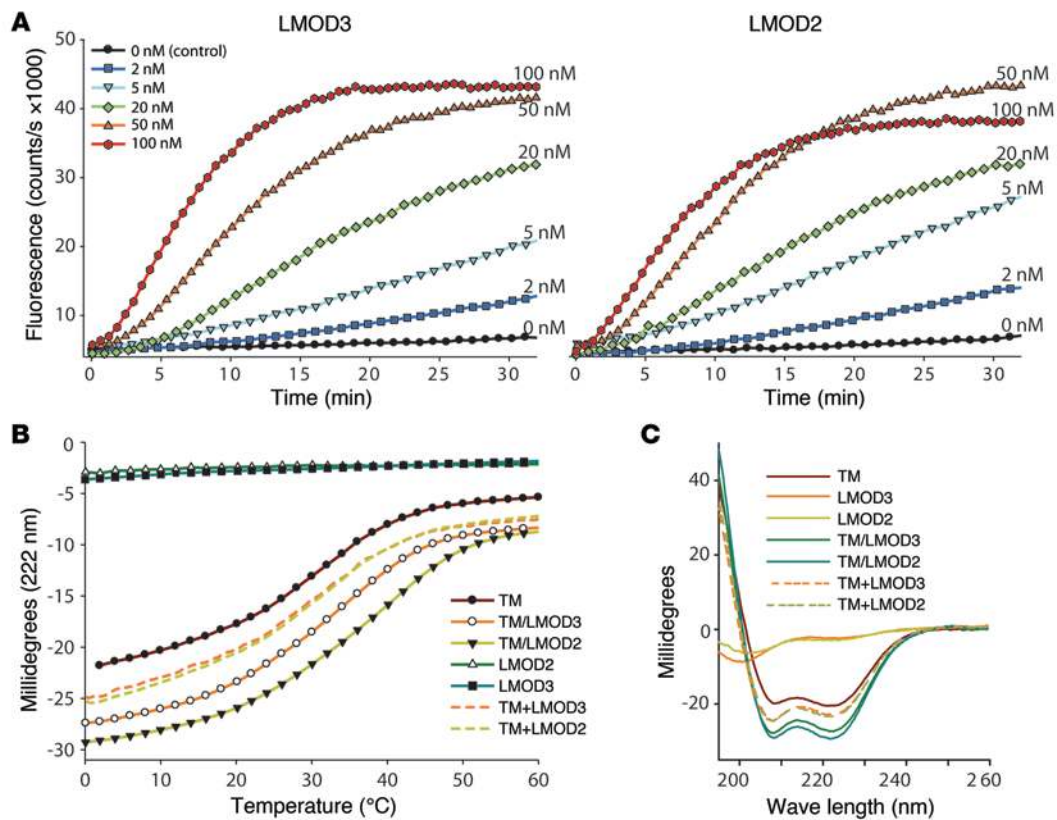 A
LMOD3
LMOD2
Fluorescence (counts/s x1000)
50
40
30
20
10
0 nM (control)
2 nM
5 nM
20 nM
50 nM
100 nM
100 nM
50 nM
20 nM
5 nM
2 nM
0 nM
0 5 10 15 20 25 30
Time (min)
50 nM
100 nM
20 nM
5 nM
2 nM
0 nM
0 5 10 15 20 25 30
Time (min)
B
Millidegrees (222 nm)
0
-5
-10
-15
-20
-25
-30
TM
TM/LMOD3
TM/LMOD2
LMOD2
LMOD3
TM+LMOD3
TM+LMOD2
0 10 20 30 40 50 60
Temperature (°C)
C
Millidegrees
40
20
0
-20
TM
LMOD3
LMOD2
TM/LMOD3
TM/LMOD2
TM+LMOD3
TM+LMOD2
200 220 240 2 60
Wave length (nm)